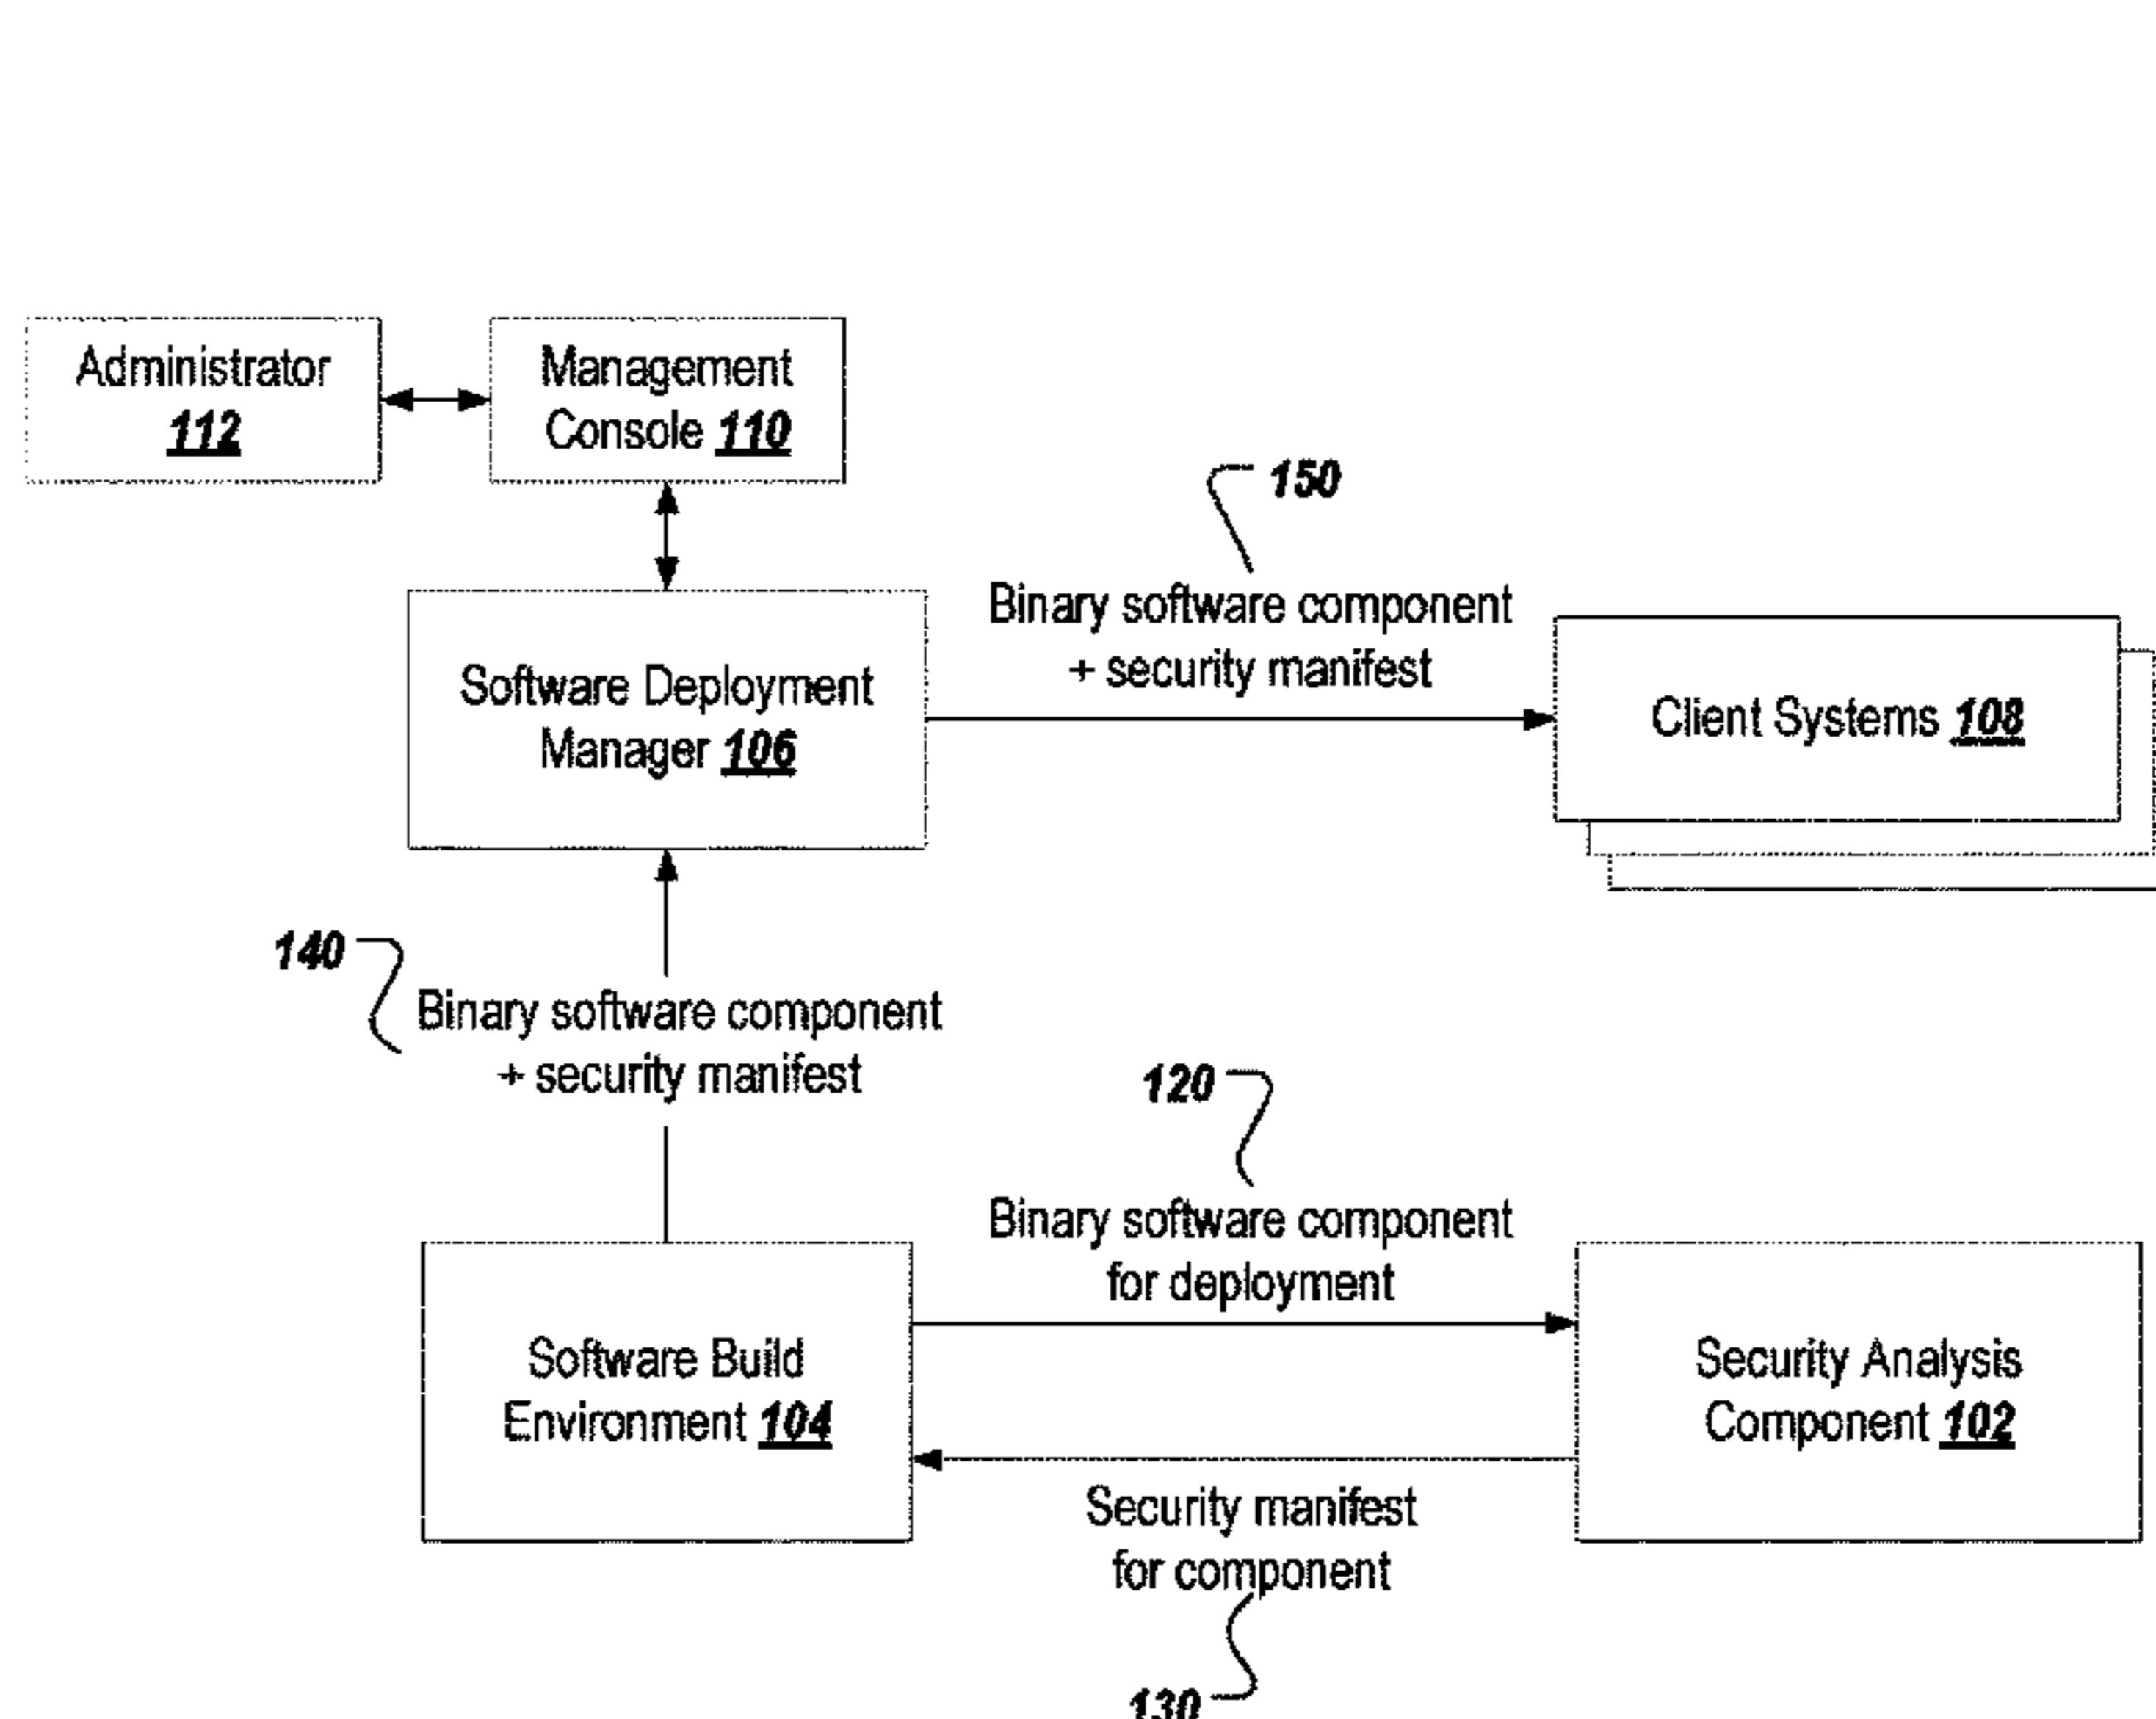 Administrator
112
Management
Console 110
150
Binary software component
+ security manifest
Software Deployment
Manager 106
Client Systems 108
140
Binary software component
+ security manifest
120
Binary software component
for deployment
Software Build
Environment 104
Security Analysis
Component 102
Security manifest
for component
130